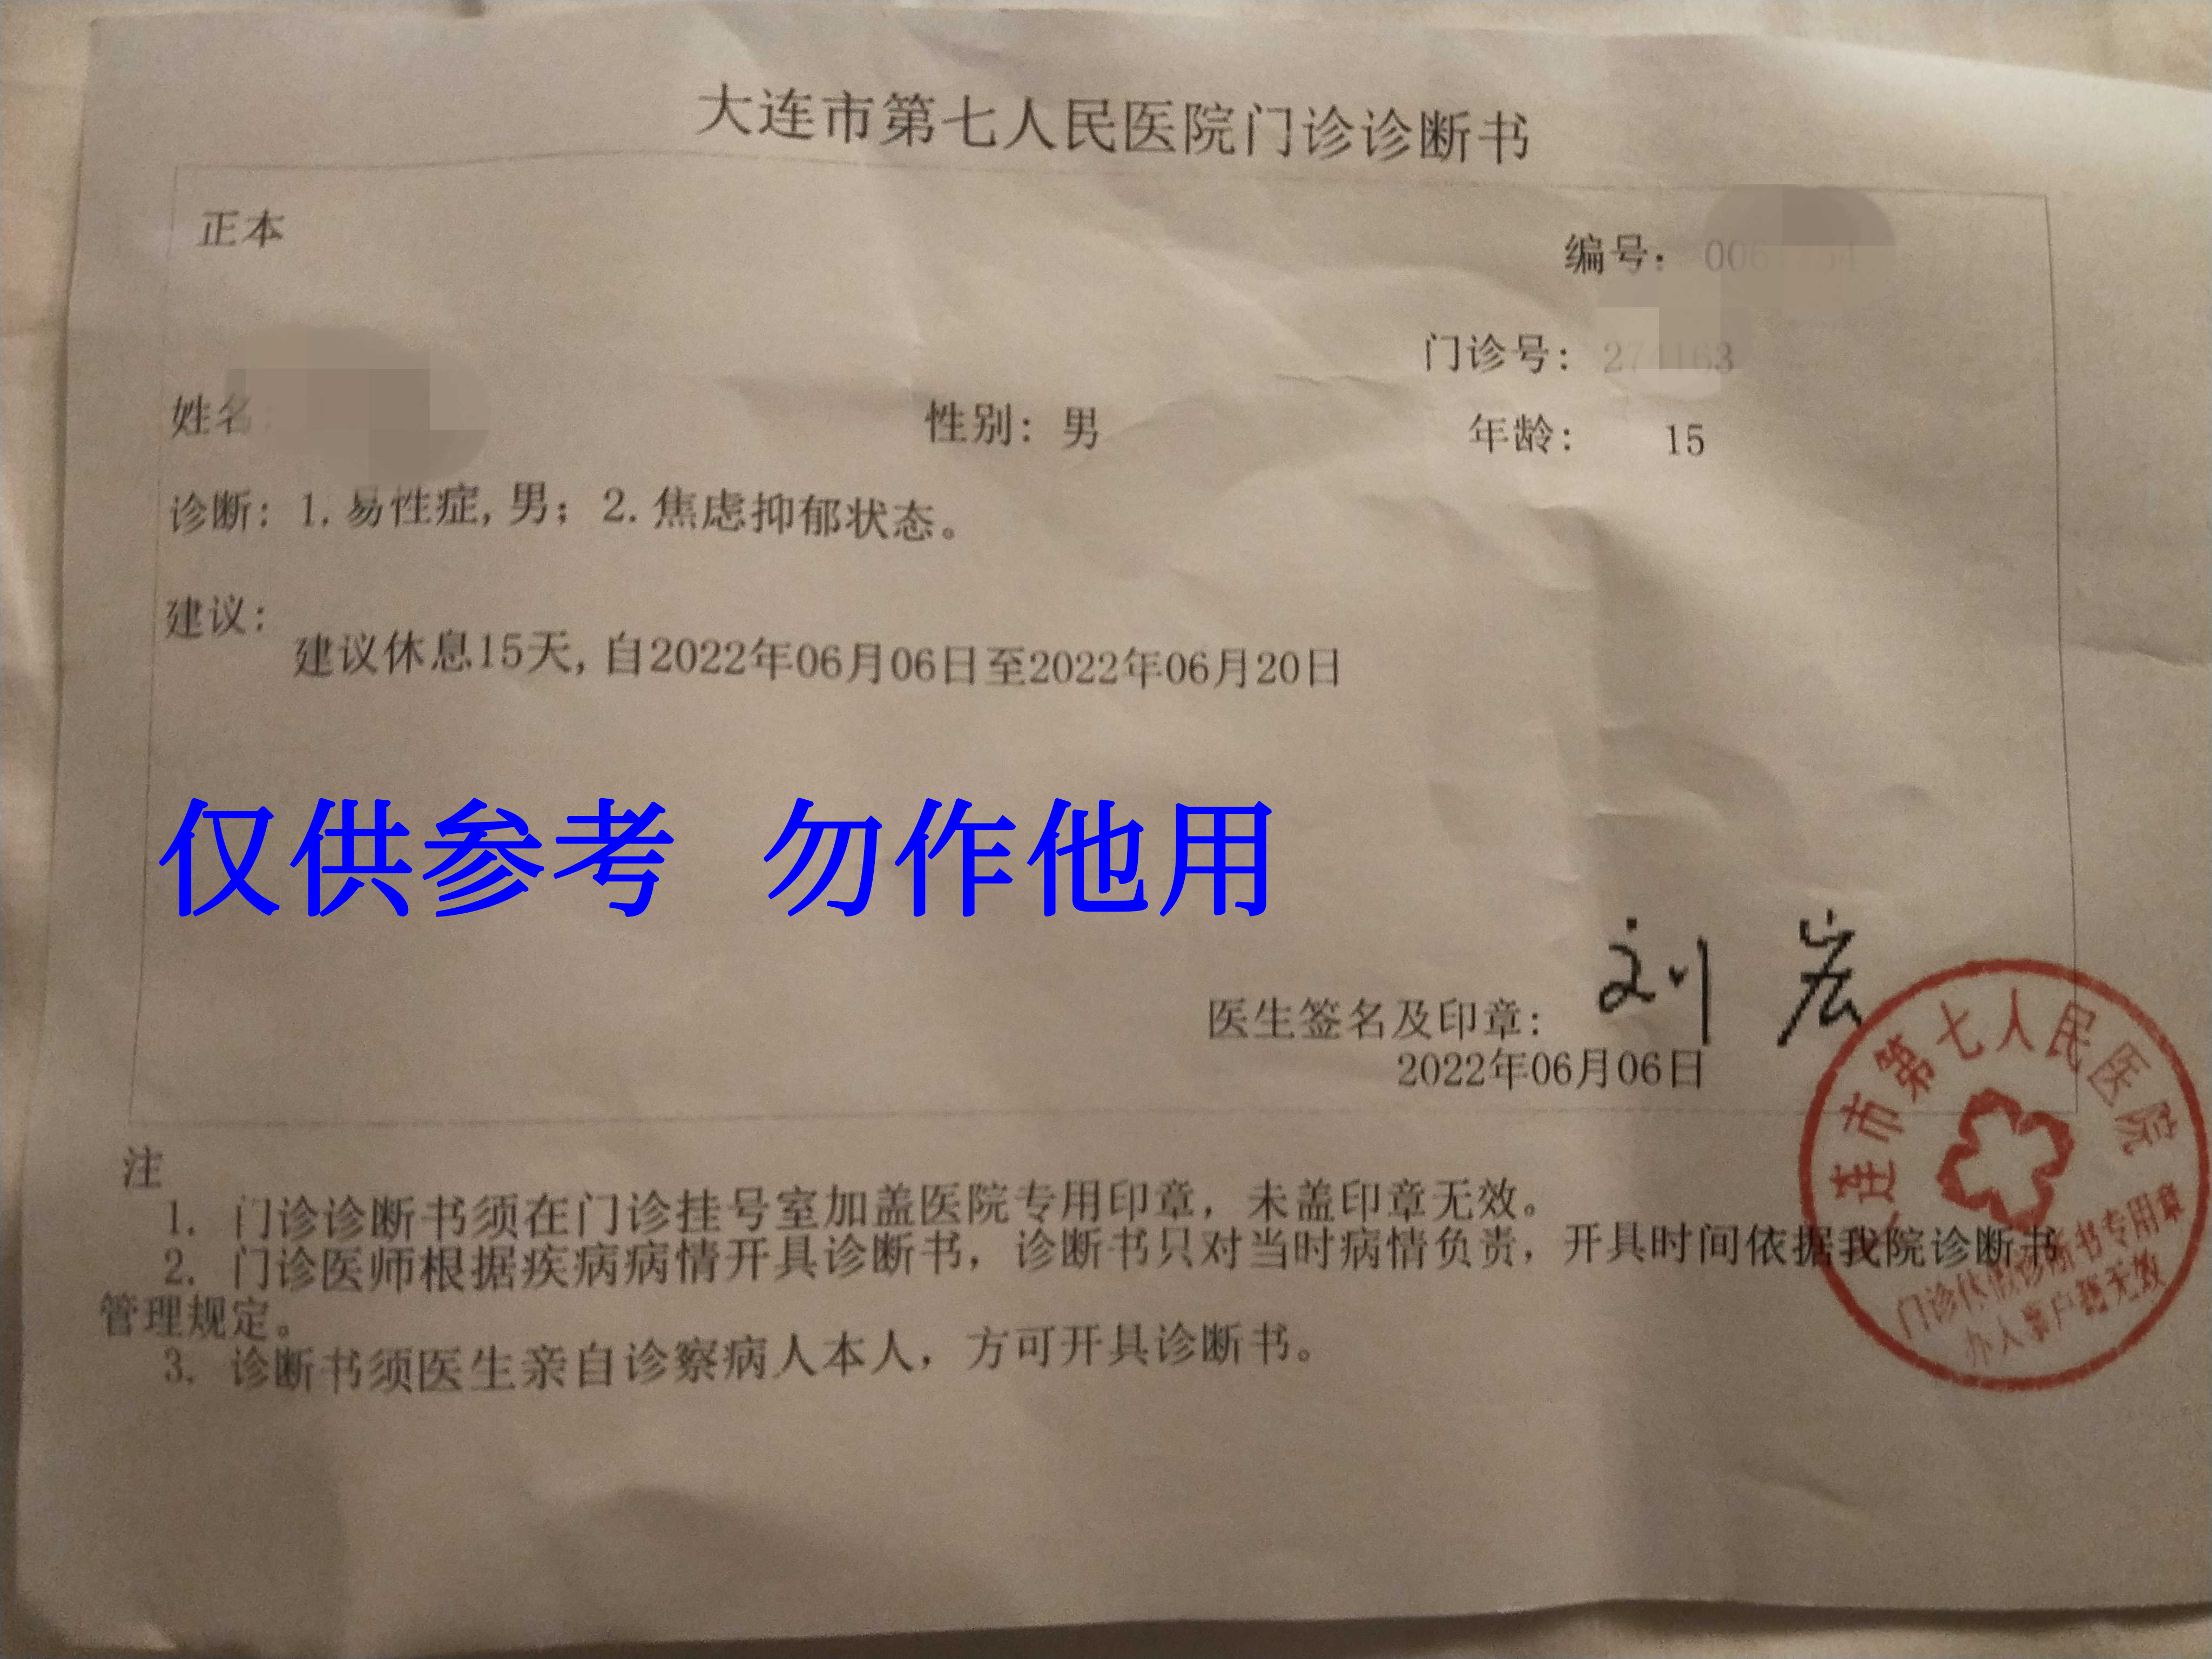 大连市第七人民医院门诊诊断书
正本
编号：006
门诊号：
姓名：
性别：男
年龄：15
诊断：1.易性症,男；2.焦虑抑郁状态。
建议：
建议休息15天,自2022年06月06日至2022年06月20日
仅供参考 勿作他用
医生签名及印章：刘宏
2022年06月06日
连市第七人民医院
门诊休假诊断书专用章
办入籍户籍无效
注
1. 门诊诊断书须在门诊挂号室加盖医院专用印章，未盖印章无效。
2. 门诊医师根据疾病病情开具诊断书，诊断书只对当时病情负责，开具时间依据我院诊断书
管理规定。
3. 诊断书须医生亲自诊察病人本人，方可开具诊断书。